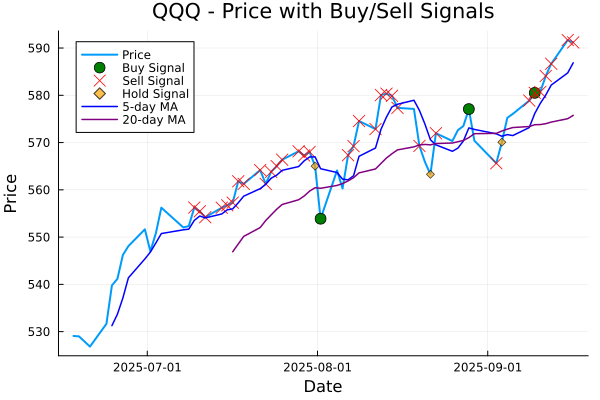 QQQ - Price with Buy/Sell Signals
Price
Buy Signal
Sell Signal
Hold Signal
5-day MA
20-day MA
590
580
570
560
550
540
530
Price
2025-07-01
2025-08-01
2025-09-01
Date